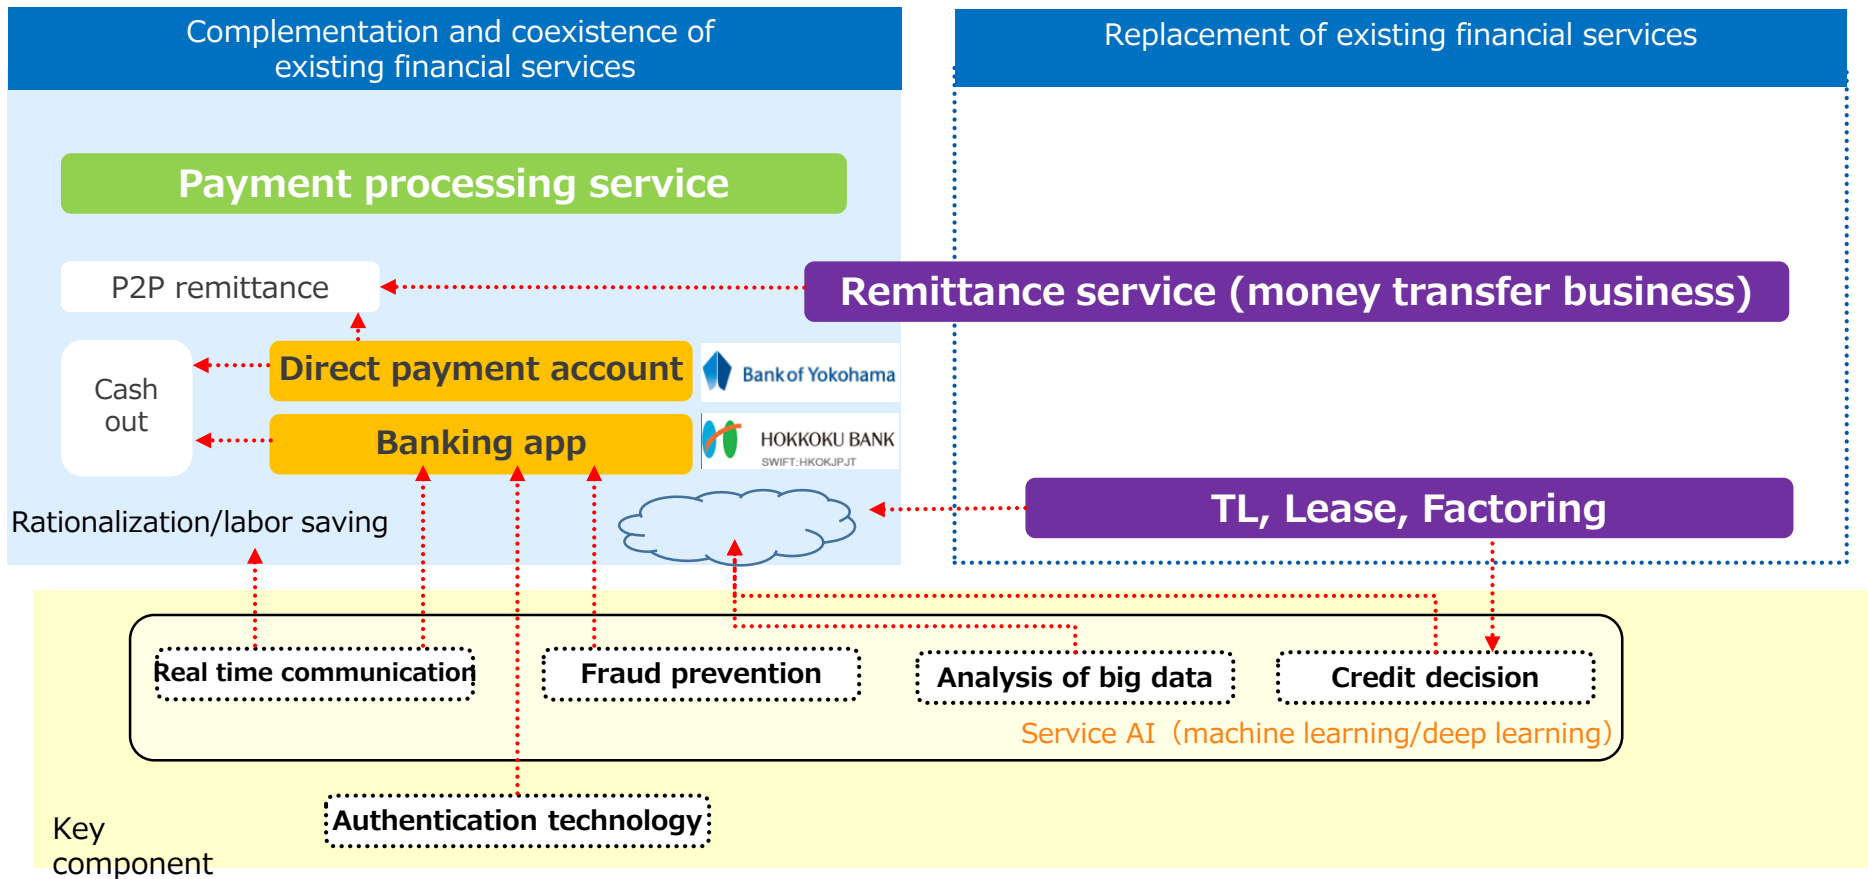 Complementation and coexistence of
existing financial services
Replacement of existing financial services
Payment processing service
P2P remittance
Remittance service (money transfer business)
Cash
out
Direct payment account
Bank of Yokohama
Banking app
HOKKOKU BANK
SWIFT:HKOKJPJT
Rationalization/labor saving
TL, Lease, Factoring
Real time communication
Fraud prevention
Analysis of big data
Credit decision
Service AI（machine learning/deep learning）
Authentication technology
Key
component